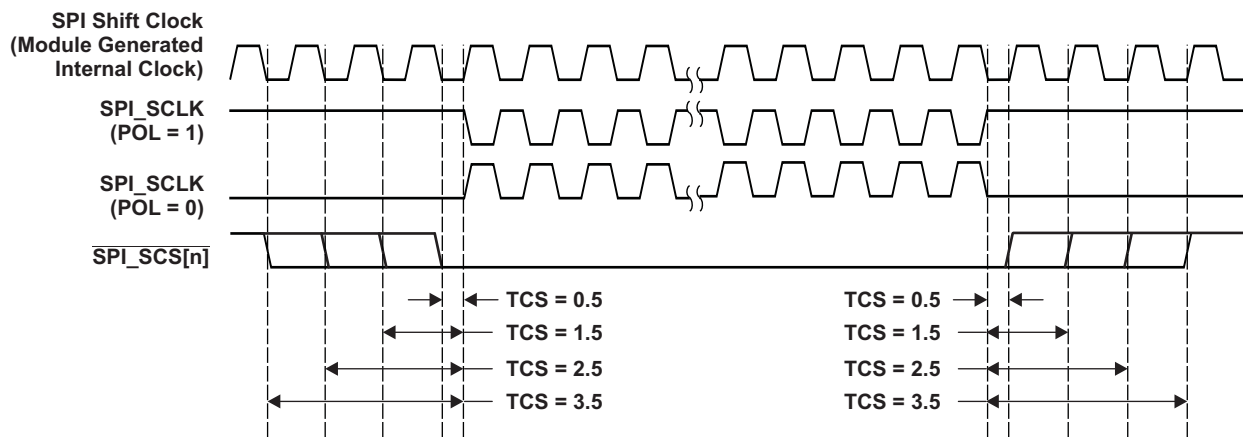 SPI Shift Clock
(Module Generated
Internal Clock)
SPI_SCLK
(POL = 1)
SPI_SCLK
(POL = 0)
SPI_SCS[n]
TCS = 0.5
TCS = 0.5
TCS = 1.5
TCS = 1.5
TCS = 2.5
TCS = 2.5
TCS = 3.5
TCS = 3.5